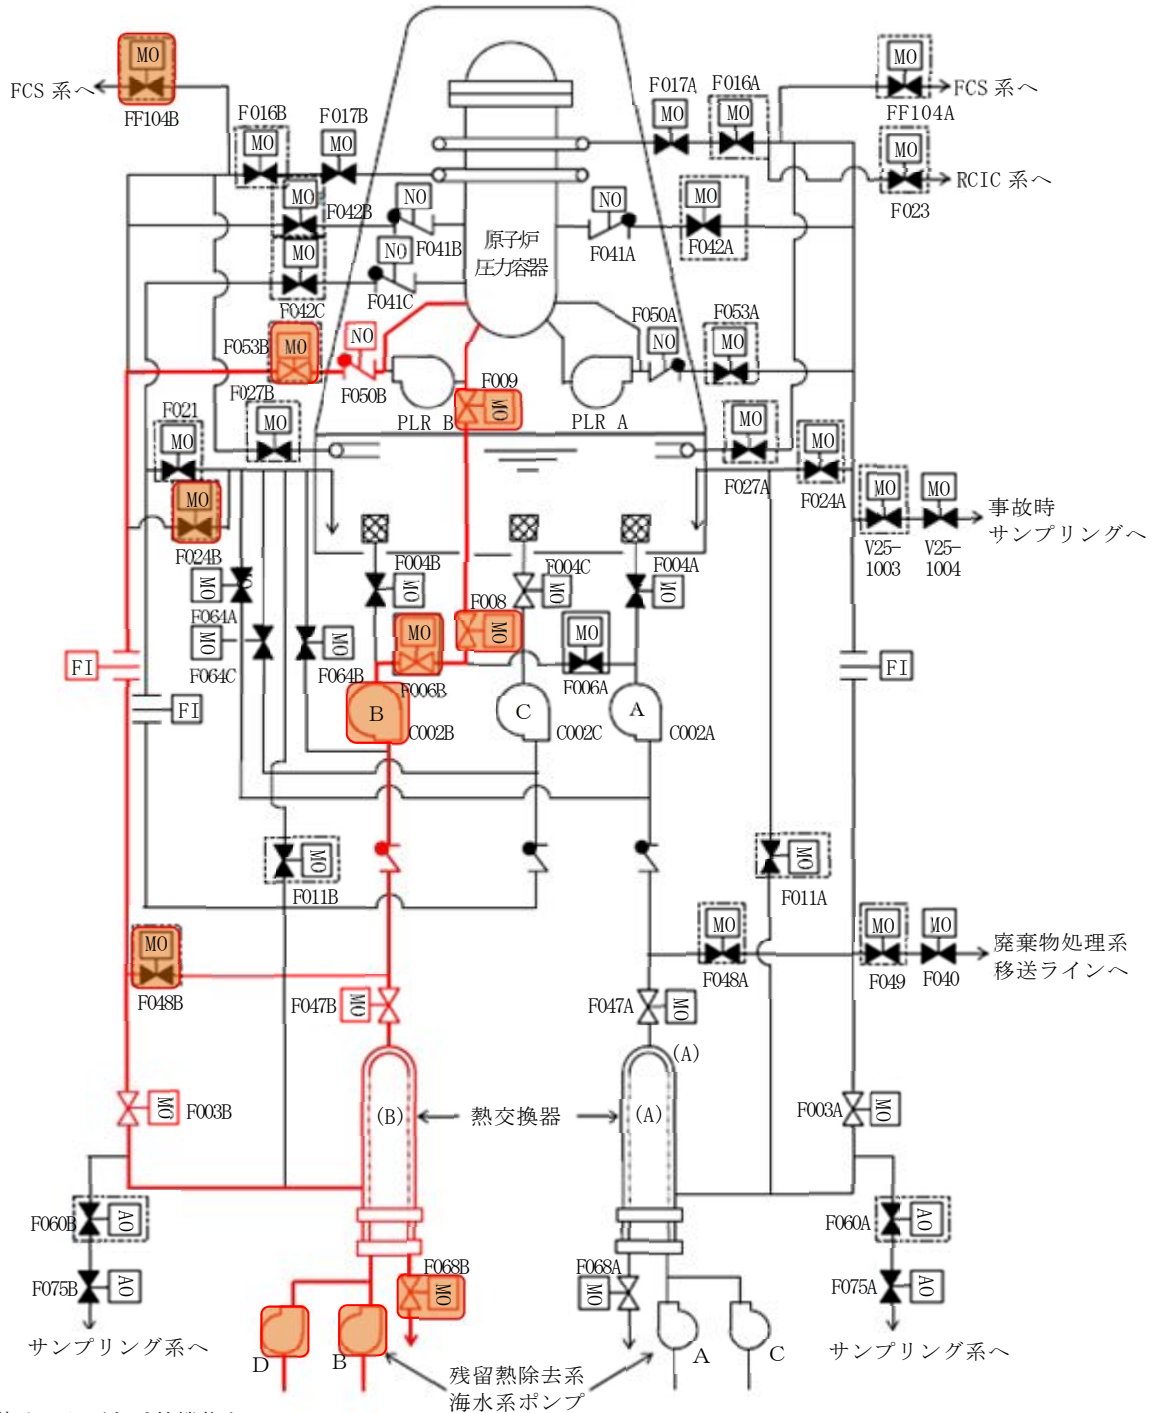 MO
FCS 系へ
FF104B
F016B
F017B
MO
MO
F017A
F016A
MO
MO
MO
FCS 系へ
FF104A
MO
RCIC 系へ
F023
MO
F042B
NO
F041B
MO
F042C
NO
F041C
原子炉
圧力容器
NO
F041A
MO
F042A
F053B
MO
F027B
NO
F050B
F050A
NO
F053A
MO
F009
MO
PLR B
PLR A
F021
MO
MO
MO
F027A
MO
F024A
MO
F024B
MO
MO
V25-
1003
V25-
1004
事故時
サンプリングへ
F004B
MO
F004C
MO
F004A
MO
MO
F064A
MO
F064C
MO
F064B
F008
MO
MO
F006B
MO
F006A
FI
FI
FI
B
C002B
C
C002C
A
C002A
MO
F011B
MO
F011A
MO
F048B
MO
F048A
MO
F049
MO
F040
廃棄物処理系
移送ラインへ
F047B
MO
F047A
MO
(A)
MO
F003B
(B)
熱交換器
(A)
F003A
MO
F060B
AO
F060A
AO
F075B
AO
F075A
AO
F068B
MO
F068A
MO
サンプリング系へ
サンプリング系へ
D
B
A
C
残留熱除去系
海水系ポンプ